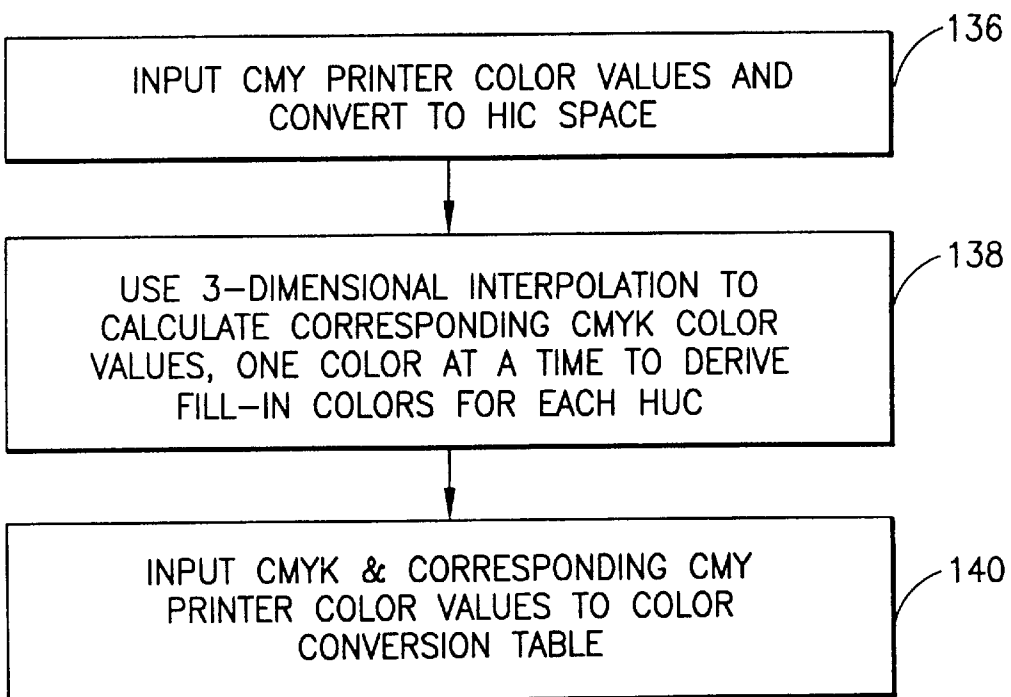 136
INPUT CMY PRINTER COLOR VALUES AND
CONVERT TO HIC SPACE
138
USE 3-DIMENSIONAL INTERPOLATION TO
CALCULATE CORRESPONDING CMYK COLOR
VALUES, ONE COLOR AT A TIME TO DERIVE
FILL-IN COLORS FOR EACH HUC
140
INPUT CMYK & CORRESPONDING CMY
PRINTER COLOR VALUES TO COLOR
CONVERSION TABLE